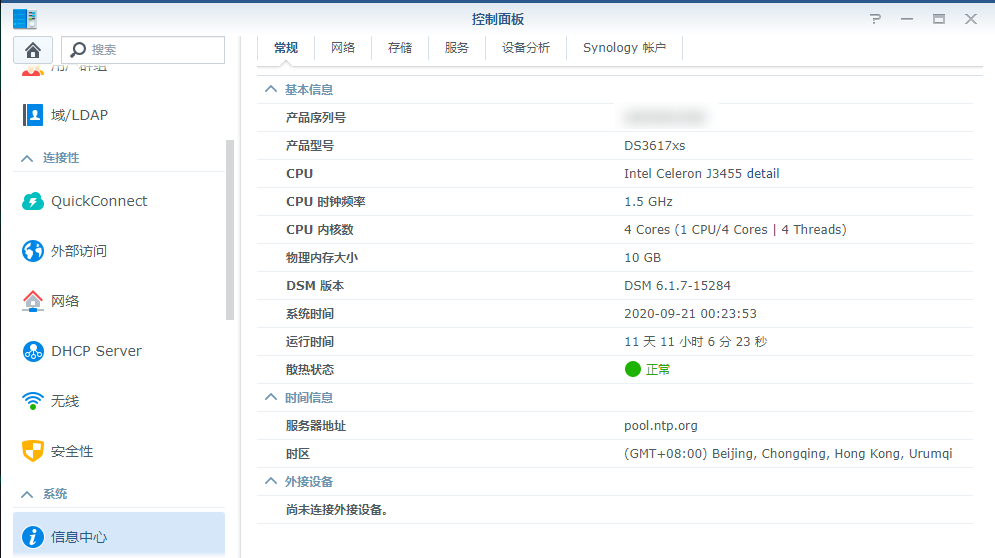 控制面板
搜索
常规 网络 存储 服务 设备分析 Synology 帐户
用户群组
域/LDAP
连接性
QuickConnect
外部访问
网络
DHCP Server
无线
安全性
系统
信息中心
基本信息
产品序列号
产品型号 DS3617xs
CPU Intel Celeron J3455 detail
CPU 时钟频率 1.5 GHz
CPU 内核数 4 Cores (1 CPU/4 Cores | 4 Threads)
物理内存大小 10 GB
DSM 版本 DSM 6.1.7-15284
系统时间 2020-09-21 00:23:53
运行时间 11 天 11 小时 6 分 23 秒
散热状态 正常
时间信息
服务器地址 pool.ntp.org
时区 (GMT+08:00) Beijing, Chongqing, Hong Kong, Urumqi
外接设备
尚未连接外接设备。